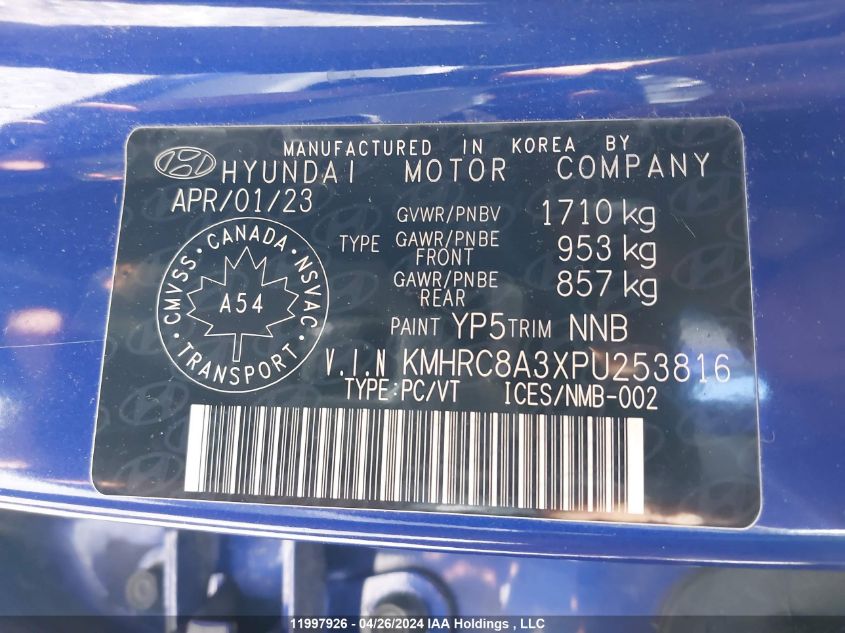 MANUFACTURED IN KOREA BY
HYUNDAI MOTOR COMPANY
APR/01/23
GVWR/PNBV 1710 kg
TYPE GAWR/PNBE FRONT 953 kg
GAWR/PNBE REAR 857 kg
CMVSS · CANADA · NSVAC
A54
· TRANSPORT ·
PAINT YP5 TRIM NNB
V.I.N KMHRC8A3XPU253816
TYPE:PC/VT ICES/NMB-002
11997926 - 04/26/2024 IAA Holdings , LLC